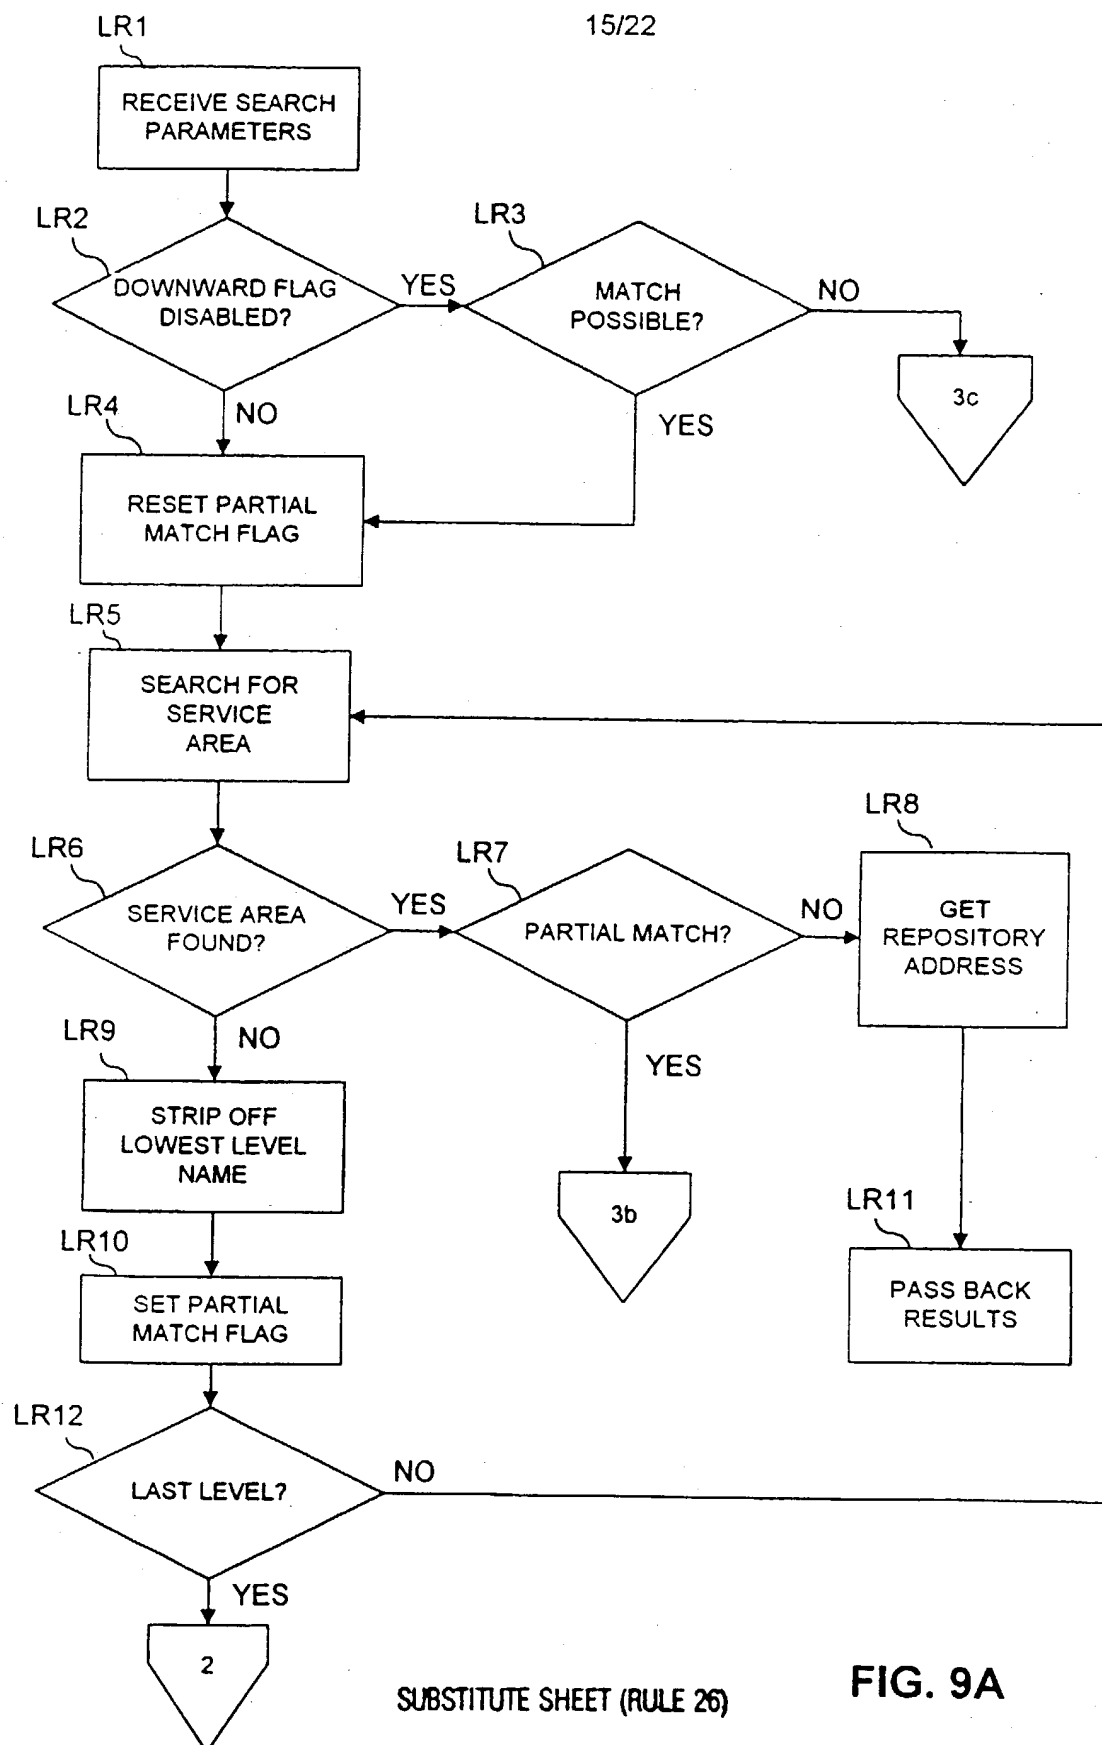 LR1
15/22
RECEIVE SEARCH
PARAMETERS
LR2
LR3
DOWNWARD FLAG
DISABLED?
YES
MATCH
POSSIBLE?
NO
3c
LR4
NO
YES
RESET PARTIAL
MATCH FLAG
LR5
SEARCH FOR
SERVICE
AREA
LR8
LR6
LR7
SERVICE AREA
FOUND?
YES
PARTIAL MATCH?
NO
GET
REPOSITORY
ADDRESS
LR9
NO
YES
STRIP OFF
LOWEST LEVEL
NAME
3b
LR11
LR10
SET PARTIAL
MATCH FLAG
PASS BACK
RESULTS
LR12
LAST LEVEL?
NO
YES
2
SUBSTITUTE SHEET (RULE 26)
FIG. 9A